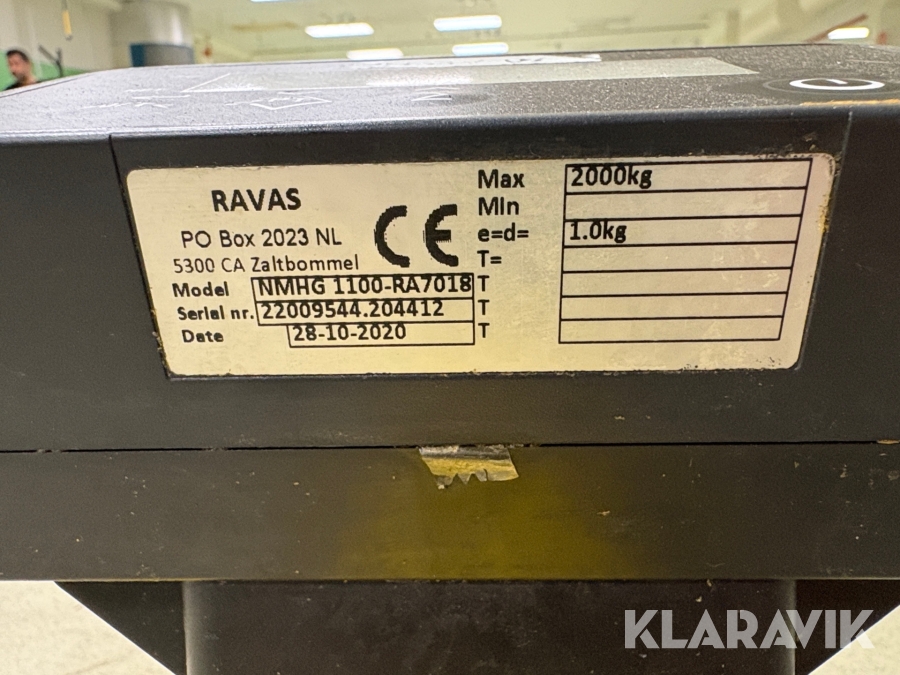 RAVAS
PO Box 2023 NL
5300 CA Zaltbommel
CE
Model NMHG 1100-RA7018
Serial nr. 22009544.204412
Date 28-10-2020
Max 2000kg
MIn
e=d= 1.0kg
T=
T
T
T
KLARAVIK